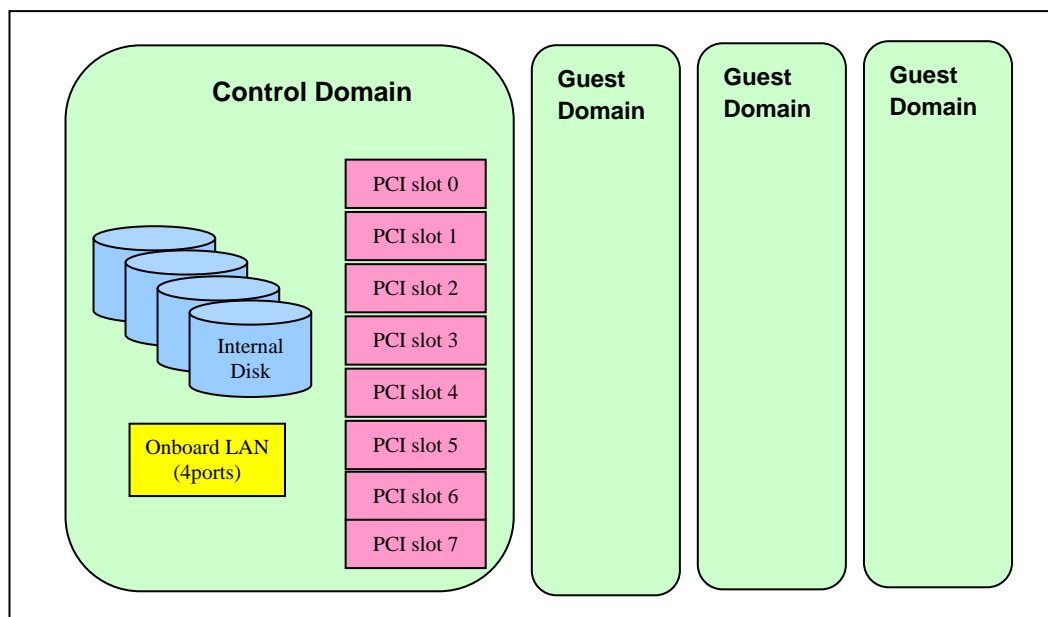 Control Domain
PCI slot 0
PCI slot 1
PCI slot 2
PCI slot 3
PCI slot 4
PCI slot 5
PCI slot 6
PCI slot 7
Internal
Disk
Onboard LAN
(4ports)
Guest
Domain
Guest
Domain
Guest
Domain